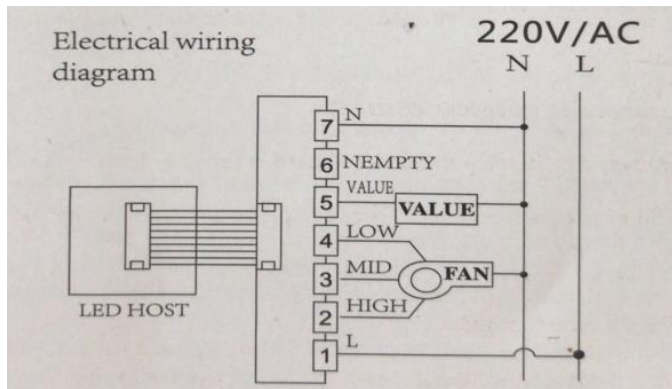 Electrical wiring
diagram
220V/AC
N L
7 N
6 NEMPTY
5 VALUE VALUE
4 LOW
3 MID FAN
2 HIGH
1 L
LED HOST